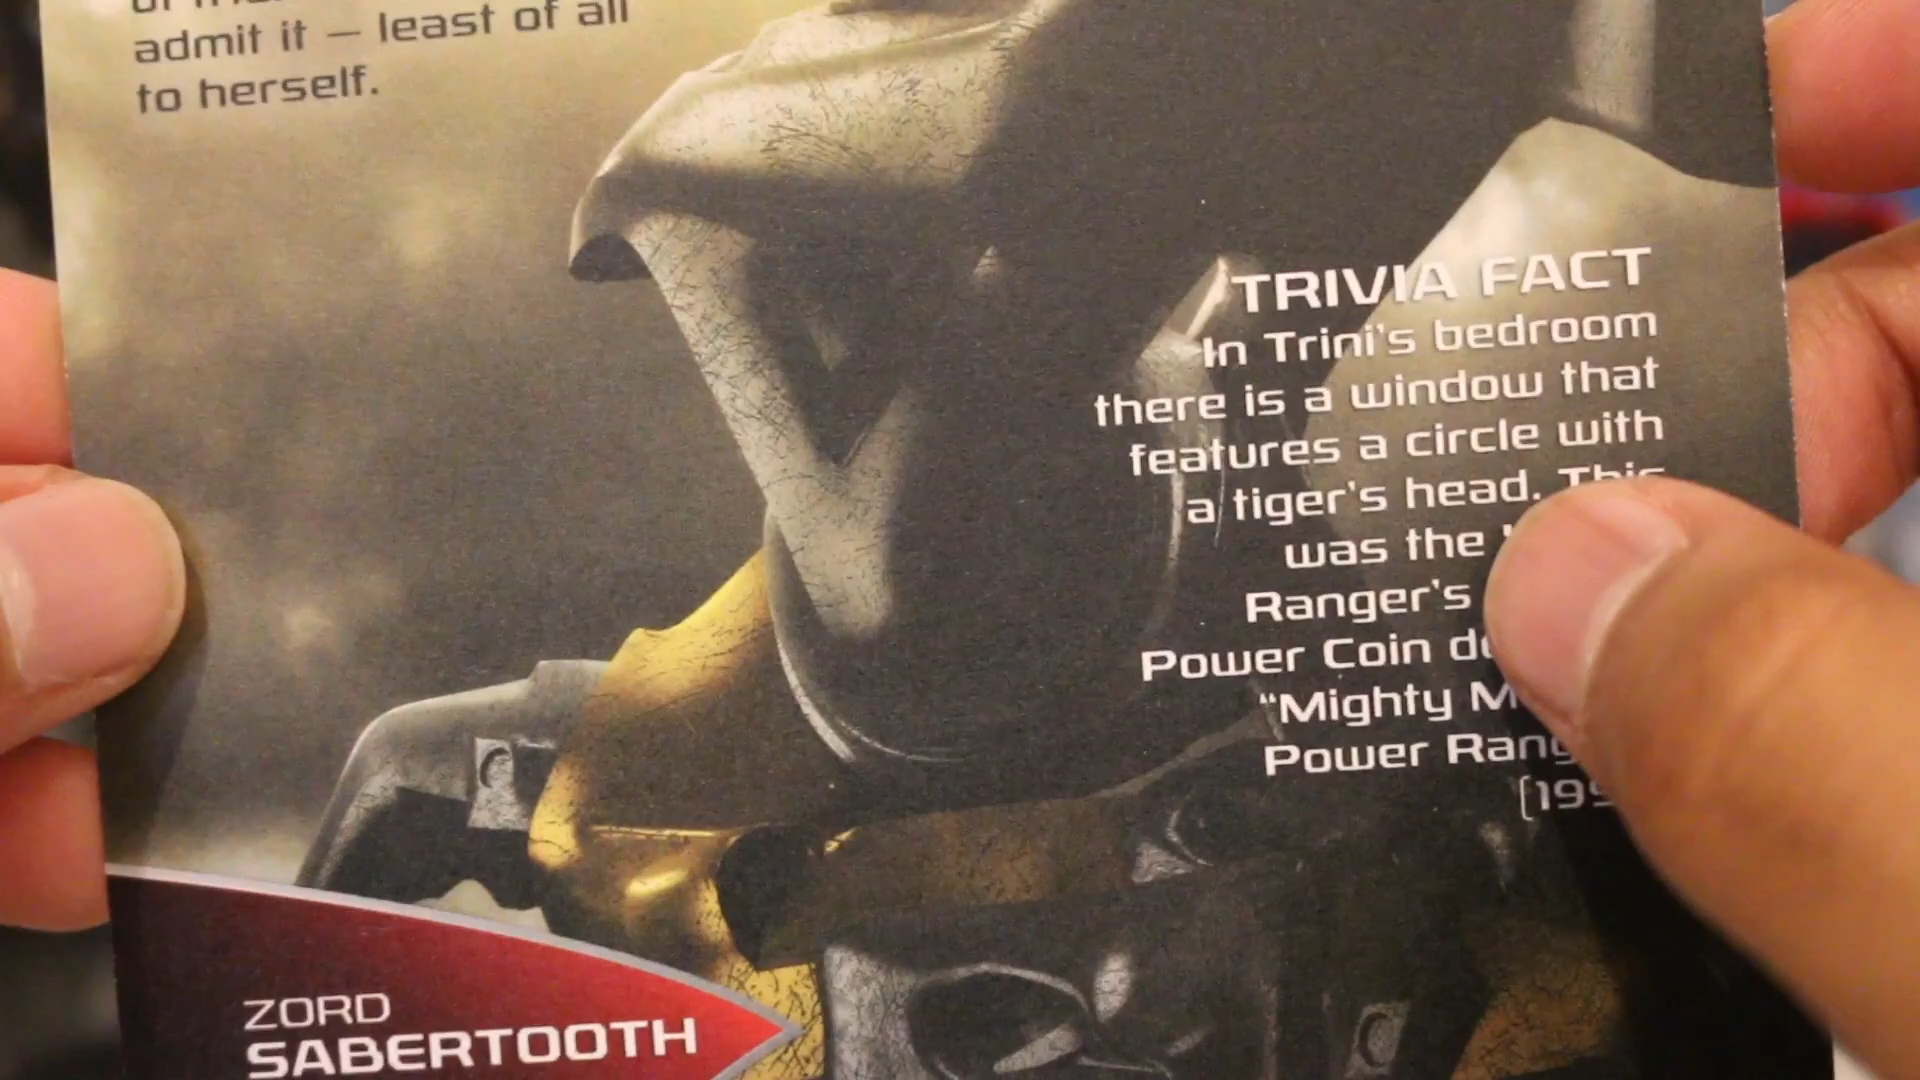 admit it – least of all
to herself.
TRIVIA FACT
In Trini's bedroom
there is a window that
features a circle with
a tiger's head. This
was the
Ranger's
Power Coin
"Mighty
Power
ZORD
SABERTOOTH